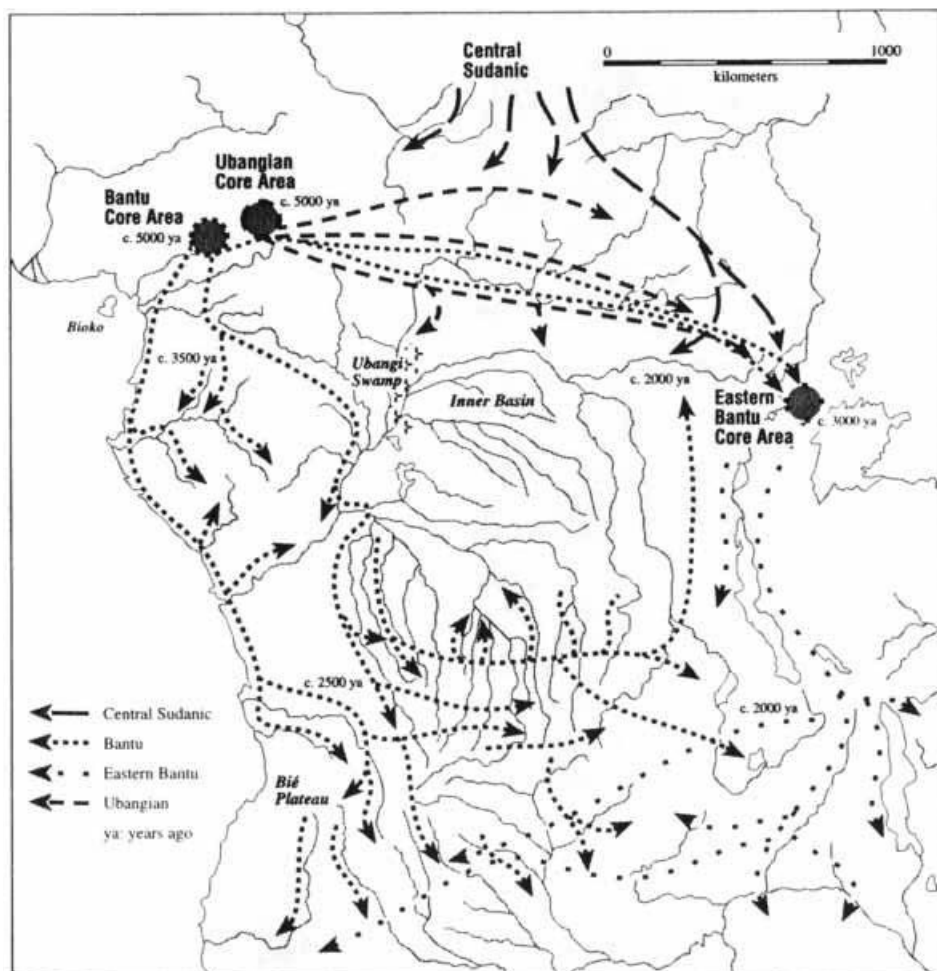 Central
Sudanic
0
1000
kilometers
Ubangian
Core Area
c. 5000 ya
Bantu
Core Area
c. 5000 ya
Bioko
c. 3500 ya
Ubangi
Swamp
Inner Basin
c. 2000 ya
Eastern
Bantu
Core Area
c. 3000 ya
c. 2500 ya
c. 2000 ya
Bié
Plateau
Central Sudanic
Bantu
Eastern Bantu
Ubangian
ya: years ago